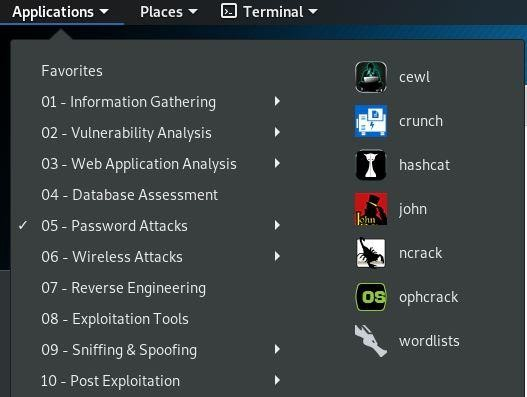 Applications Places Terminal
Favorites
01 - Information Gathering
02 - Vulnerability Analysis
03 - Web Application Analysis
04 - Database Assessment
05 - Password Attacks
06 - Wireless Attacks
07 - Reverse Engineering
08 - Exploitation Tools
09 - Sniffing & Spoofing
10 - Post Exploitation
cewl
crunch
hashcat
John
john
ncrack
OS
ophcrack
wordlists